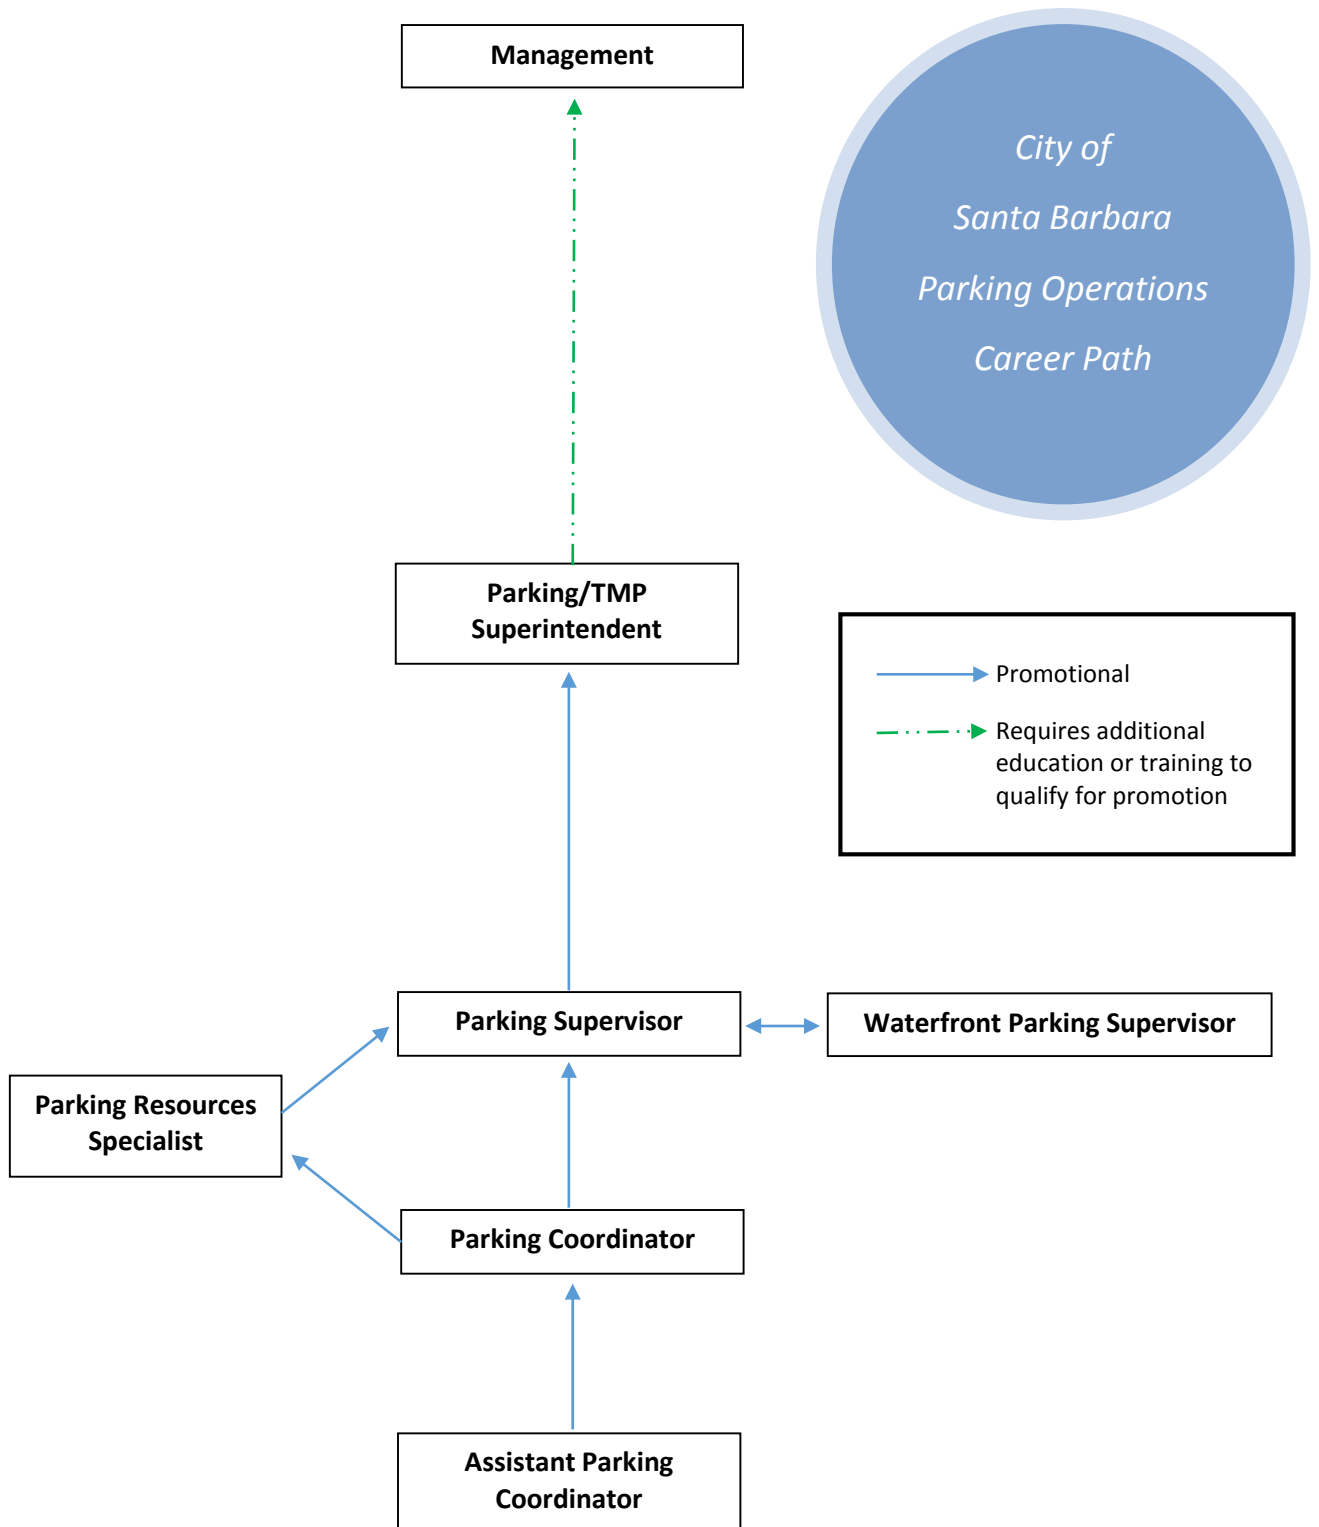 Management
City of
Santa Barbara
Parking Operations
Career Path
Parking/TMP
Superintendent
Promotional
Requires additional
education or training to
qualify for promotion
Parking Supervisor
Waterfront Parking Supervisor
Parking Resources
Specialist
Parking Coordinator
Assistant Parking
Coordinator